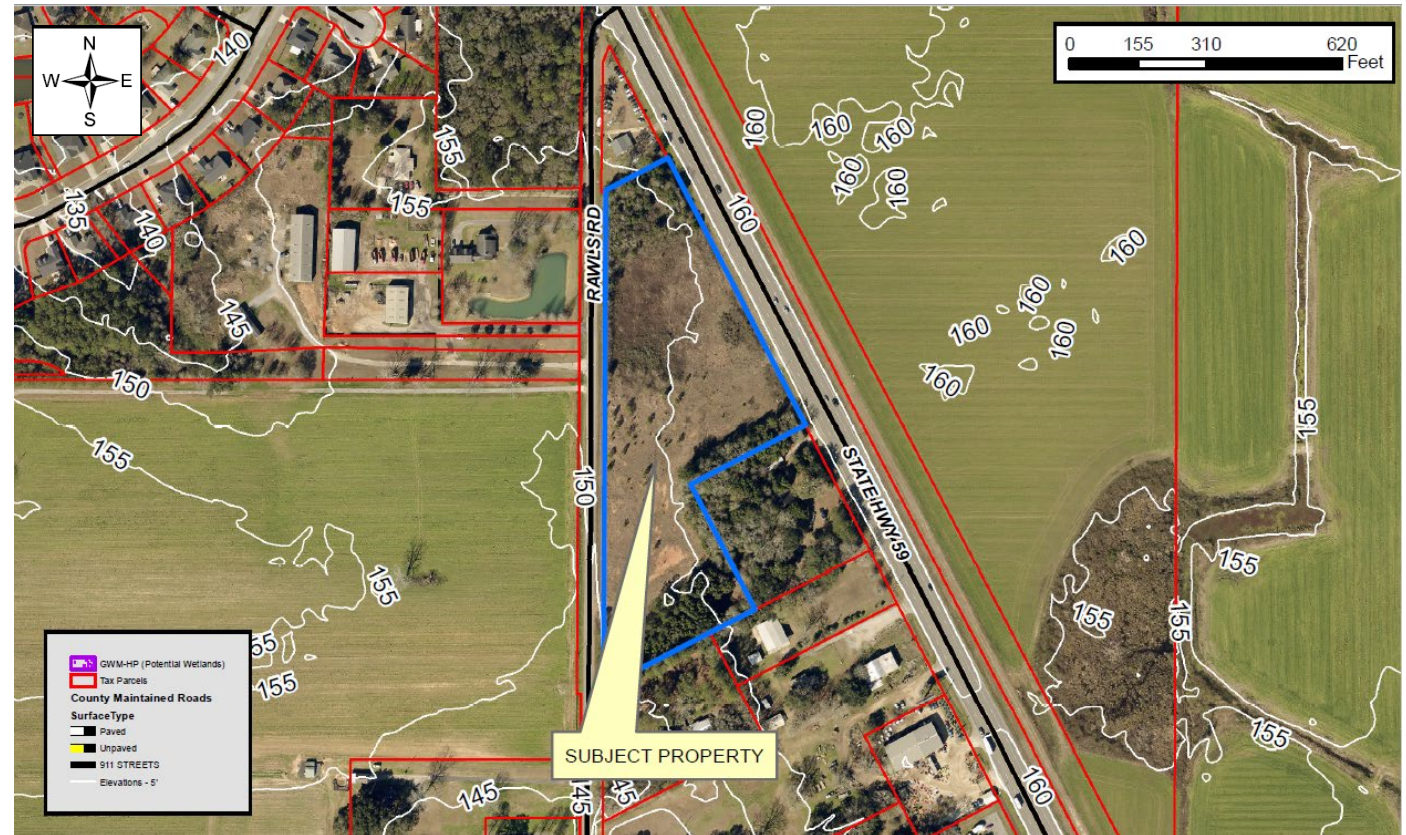 N
W E
S
0 155 310 620
Feet
140
155
160
160
160
160
160
135
140
155
160
160
RAWLS RD
145
160
160
160
150
160
155
155
150
STATE HWY 59
155
155
155
155
155
155
155
GWM-HP (Potential Wetlands)
Tax Parcels
County Maintained Roads
SurfaceType
Paved
Unpaved
911 STREETS
Elevations - 5'
SUBJECT PROPERTY
145
145
45
160